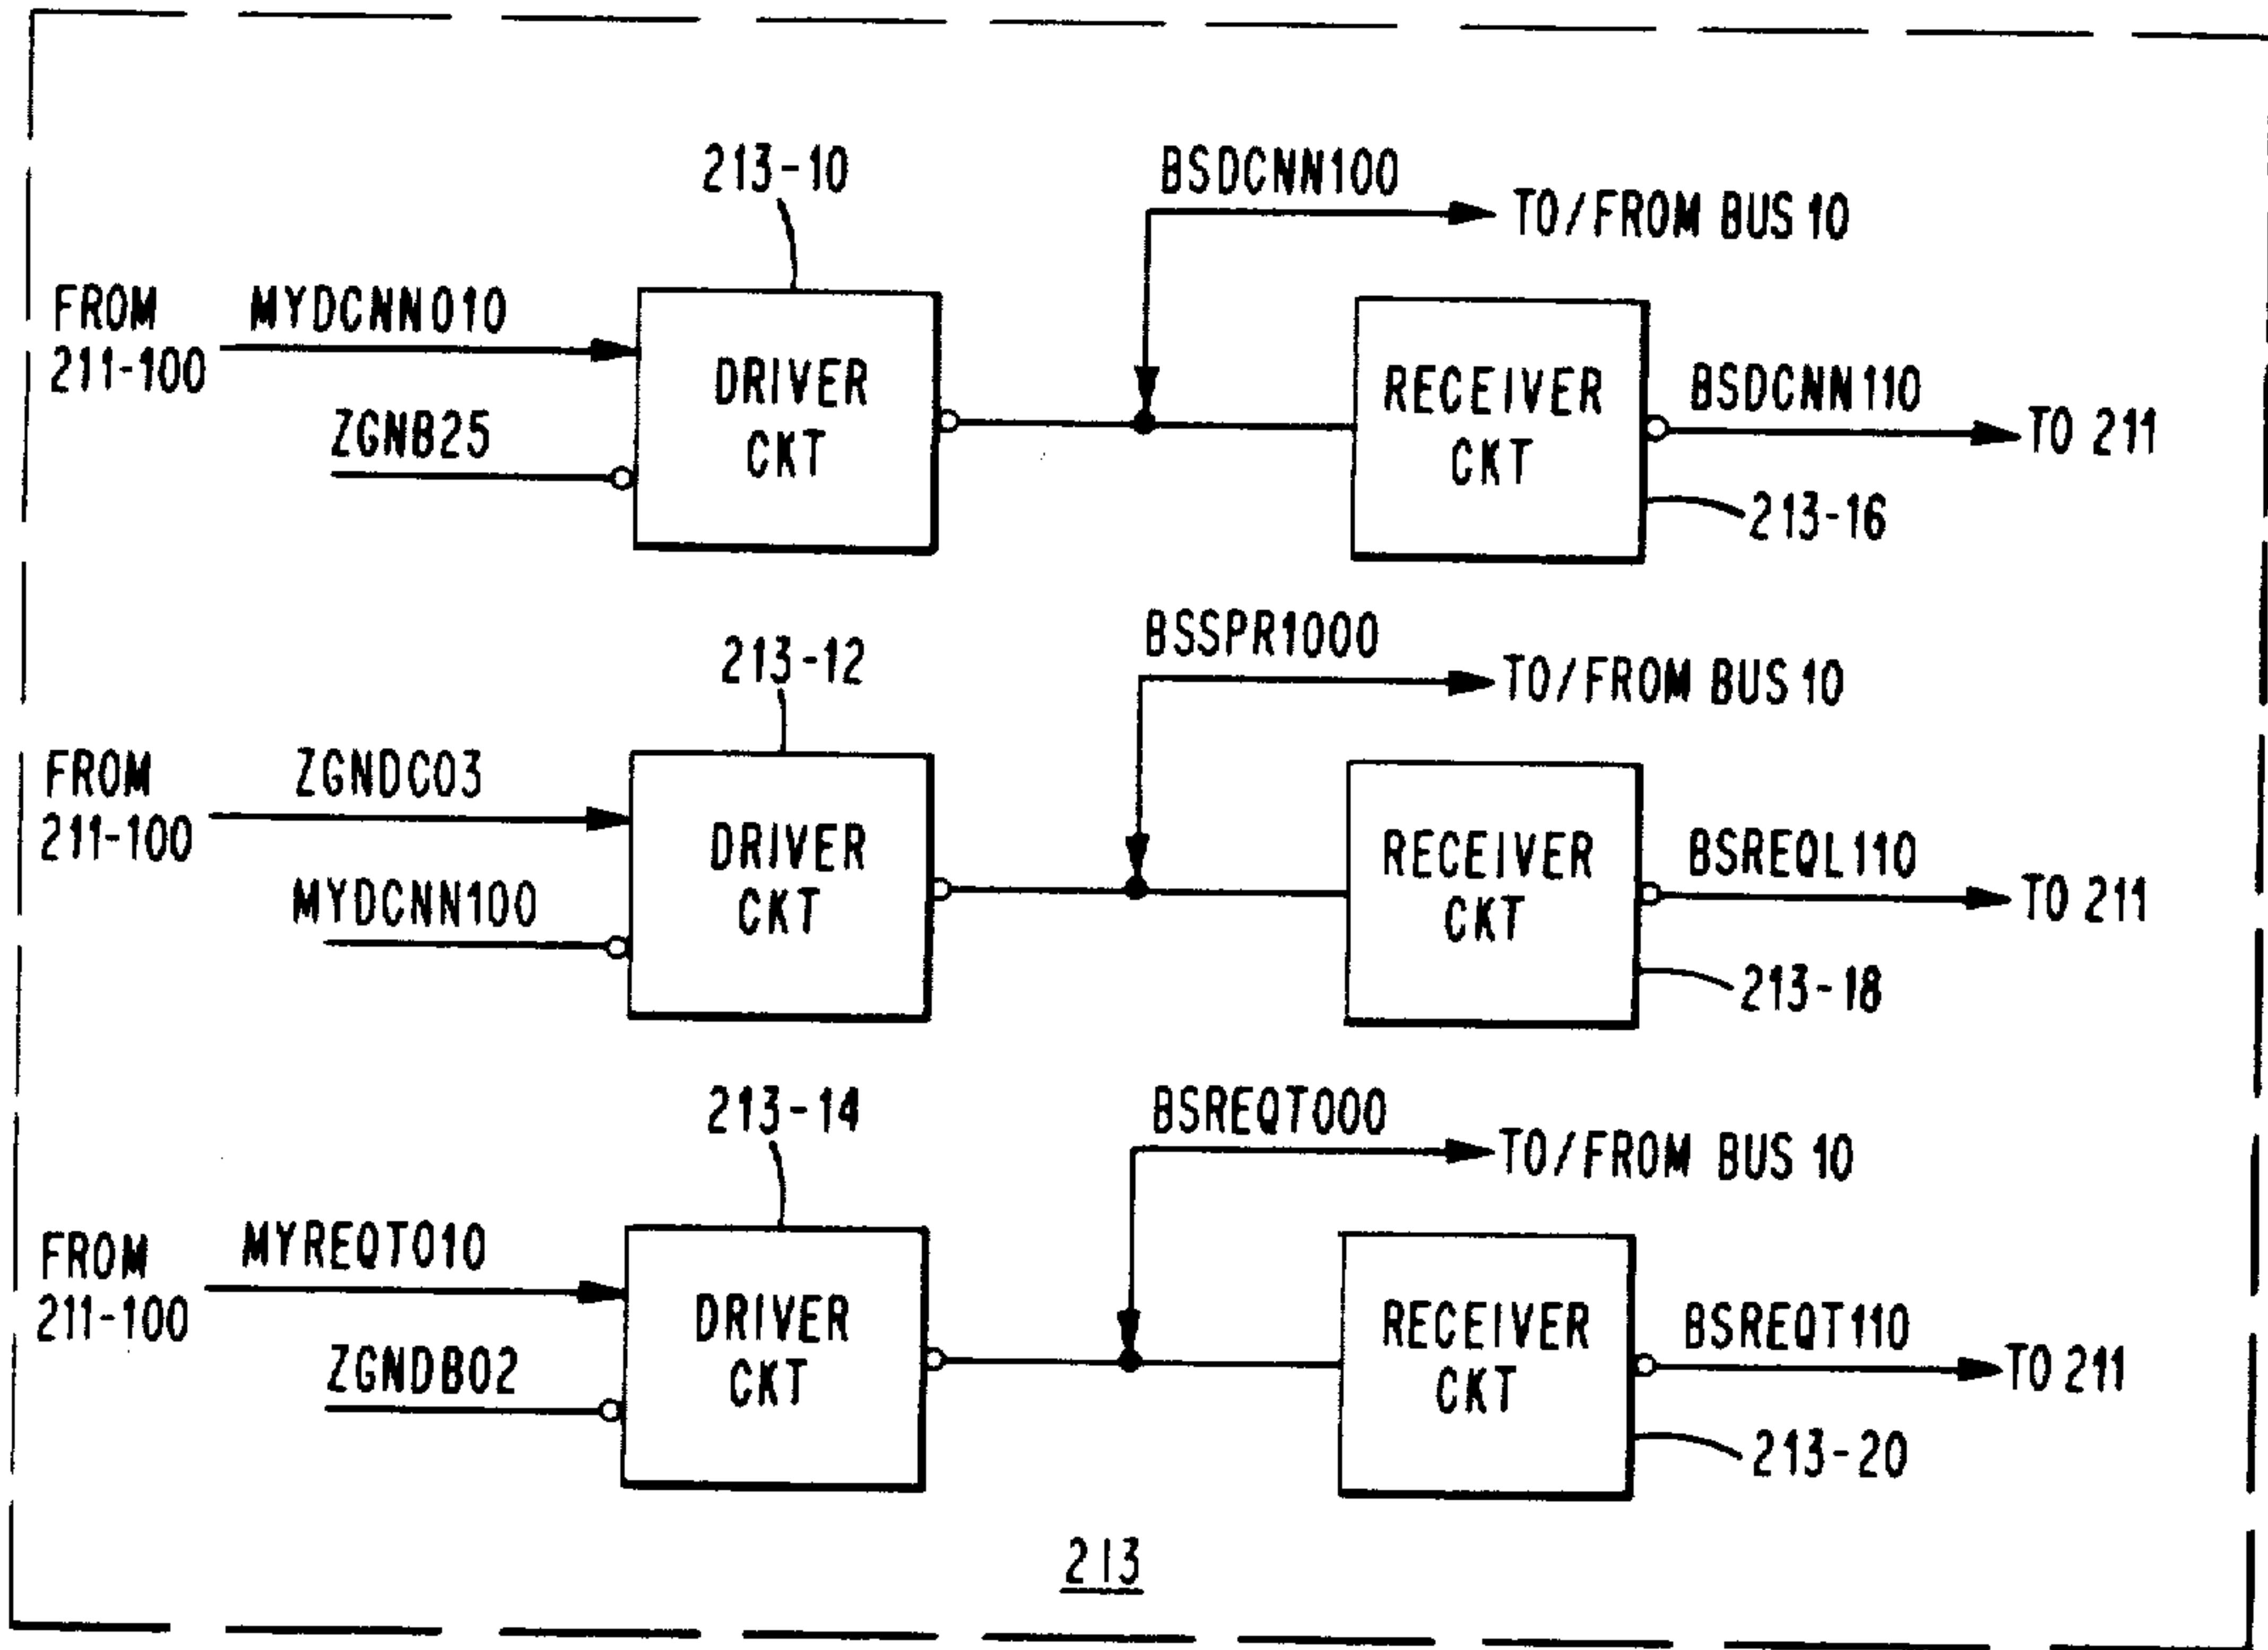 213-10
BSDCNN100
TO/FROM BUS 10
FROM
211-100
MYDCNN010
ZGNB25
DRIVER
CKT
RECEIVER
CKT
BSDCNN110
TO 211
213-16
213-12
BSSPR1000
TO/FROM BUS 10
FROM
211-100
ZGNDC03
MYDCNN100
DRIVER
CKT
RECEIVER
CKT
BSREQL110
TO 211
213-18
213-14
BSREQT000
TO/FROM BUS 10
FROM
211-100
MYREQT010
ZGNDB02
DRIVER
CKT
RECEIVER
CKT
BSREQT110
TO 211
213-20
213